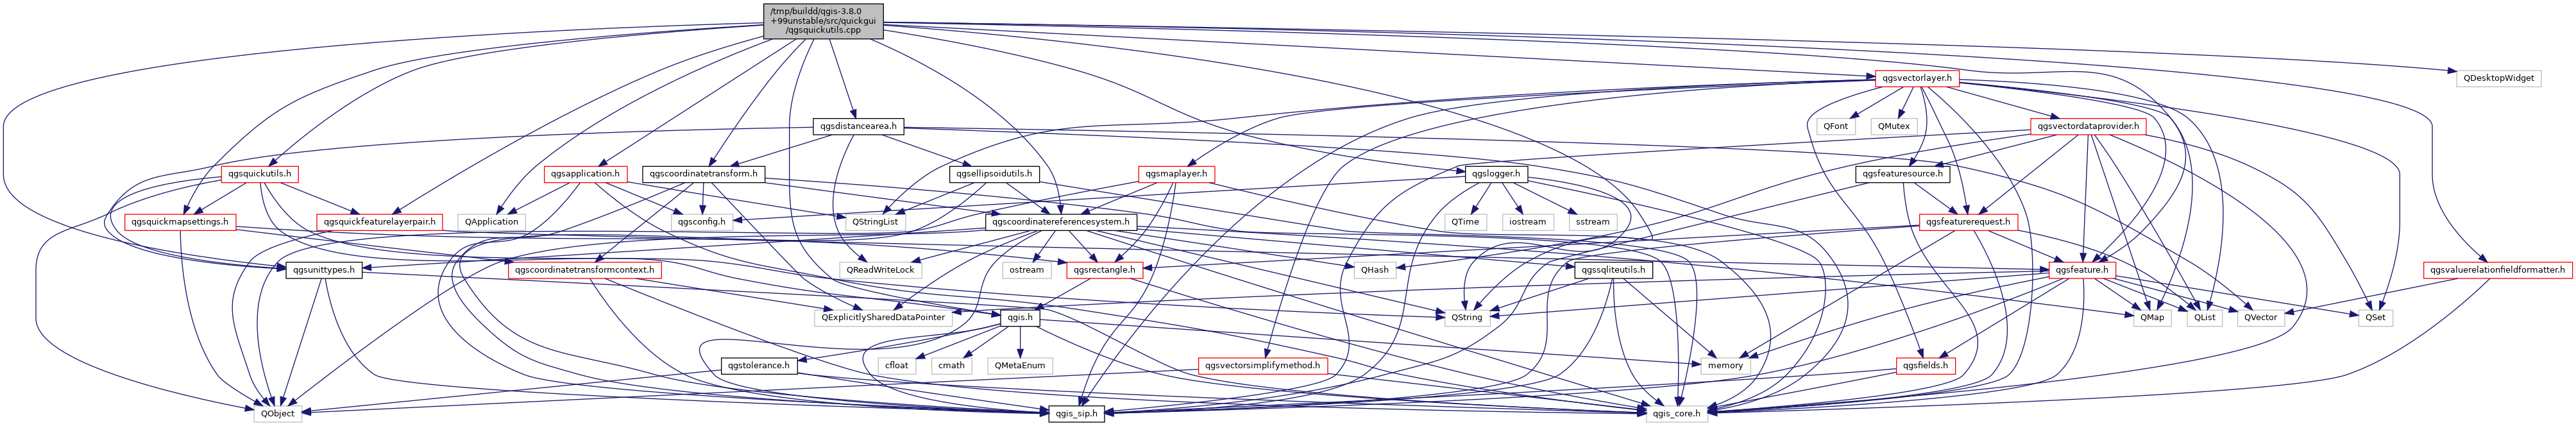 /tmp/buildd/qgis-3.8.0
+99unstable/src/quickgui
/qgsquickutils.cpp
qgsvectorlayer.h
QDesktopWidget
qgsdistancearea.h
QFont
QMutex
qgsvectordataprovider.h
qgsquickutils.h
qgsapplication.h
qgscoordinatetransform.h
qgsellipsoidutils.h
qgsmaplayer.h
qgslogger.h
qgsfeaturesource.h
qgsquickmapsettings.h
qgsquickfeaturelayerpair.h
QApplication
qgsconfig.h
QStringList
qgscoordinatereferencesystem.h
QTime
iostream
sstream
qgsfeaturerequest.h
qgsunittypes.h
qgscoordinatetransformcontext.h
QReadWriteLock
ostream
qgsrectangle.h
QHash
qgssqliteutils.h
qgsfeature.h
qgsvaluerelationfieldformatter.h
QExplicitlySharedDataPointer
qgis.h
QString
QMap
QList
QVector
QSet
qgstolerance.h
cfloat
cmath
QMetaEnum
qgsvectorsimplifymethod.h
memory
qgsfields.h
QObject
qgis_sip.h
qgis_core.h